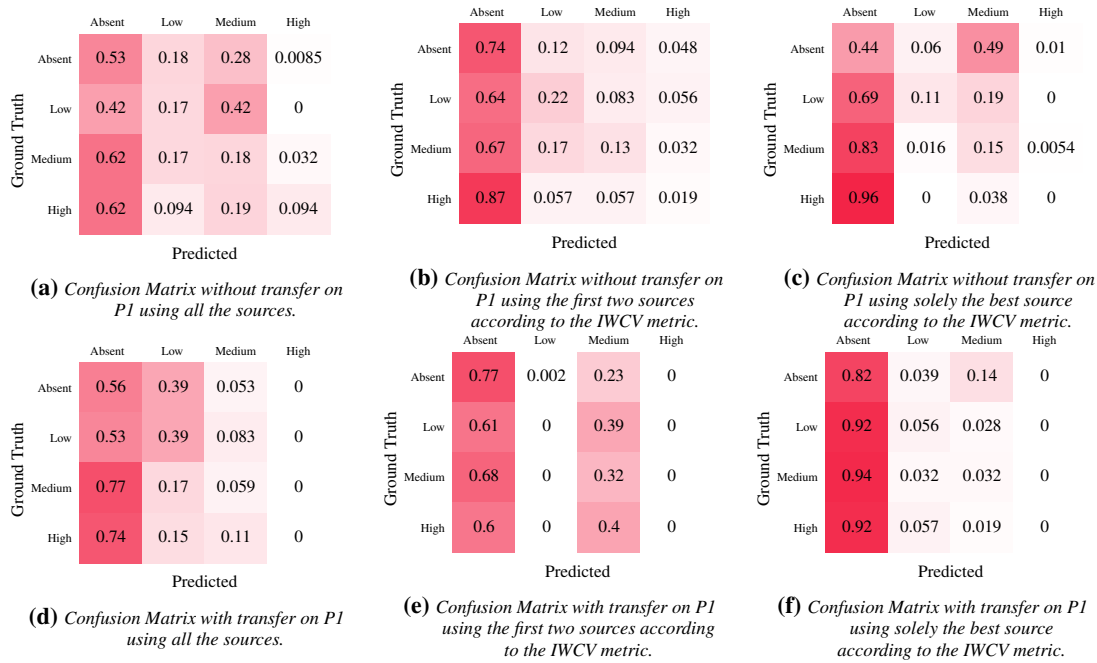 Absent Low Medium High
Absent 0.53 0.18 0.28 0.0085
Low 0.42 0.17 0.42 0
Medium 0.62 0.17 0.18 0.032
High 0.62 0.094 0.19 0.094
Ground Truth
Predicted
(a) Confusion Matrix without transfer on
P1 using all the sources.
Absent Low Medium High
Absent 0.74 0.12 0.094 0.048
Low 0.64 0.22 0.083 0.056
Medium 0.67 0.17 0.13 0.032
High 0.87 0.057 0.057 0.019
Ground Truth
Predicted
(b) Confusion Matrix without transfer on
P1 using the first two sources
according to the IWCV metric.
Absent Low Medium High
Absent 0.44 0.06 0.49 0.01
Low 0.69 0.11 0.19 0
Medium 0.83 0.016 0.15 0.0054
High 0.96 0 0.038 0
Ground Truth
Predicted
(c) Confusion Matrix without transfer on
P1 using solely the best source
according to the IWCV metric.
Absent Low Medium High
Absent 0.56 0.39 0.053 0
Low 0.53 0.39 0.083 0
Medium 0.77 0.17 0.059 0
High 0.74 0.15 0.11 0
Ground Truth
Predicted
(d) Confusion Matrix with transfer on P1
using all the sources.
Absent Low Medium High
Absent 0.77 0.002 0.23 0
Low 0.61 0 0.39 0
Medium 0.68 0 0.32 0
High 0.6 0 0.4 0
Ground Truth
Predicted
(e) Confusion Matrix with transfer on P1
using the first two sources according
to the IWCV metric.
Absent Low Medium High
Absent 0.82 0.039 0.14 0
Low 0.92 0.056 0.028 0
Medium 0.94 0.032 0.032 0
High 0.92 0.057 0.019 0
Ground Truth
Predicted
(f) Confusion Matrix with transfer on P1
using solely the best source
according to the IWCV metric.